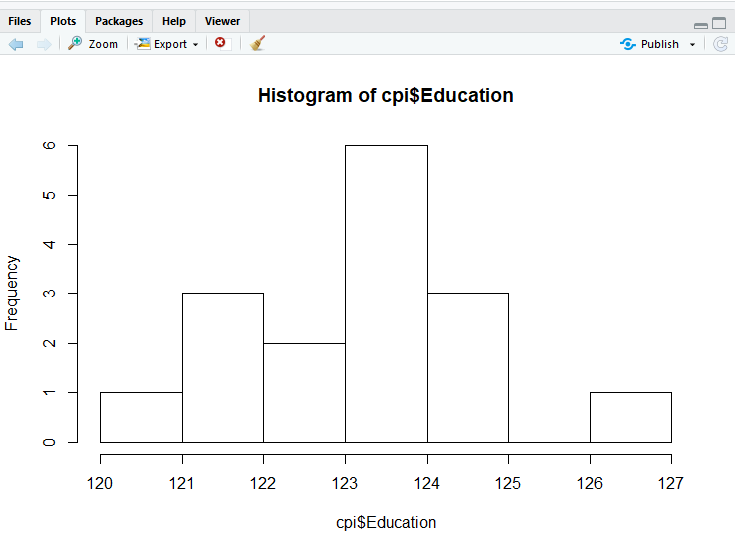 Files Plots Packages Help Viewer
Zoom Export Publish
Histogram of cpi$Education
6
5
4
3
2
1
0
Frequency
120 121 122 123 124 125 126 127
cpi$Education